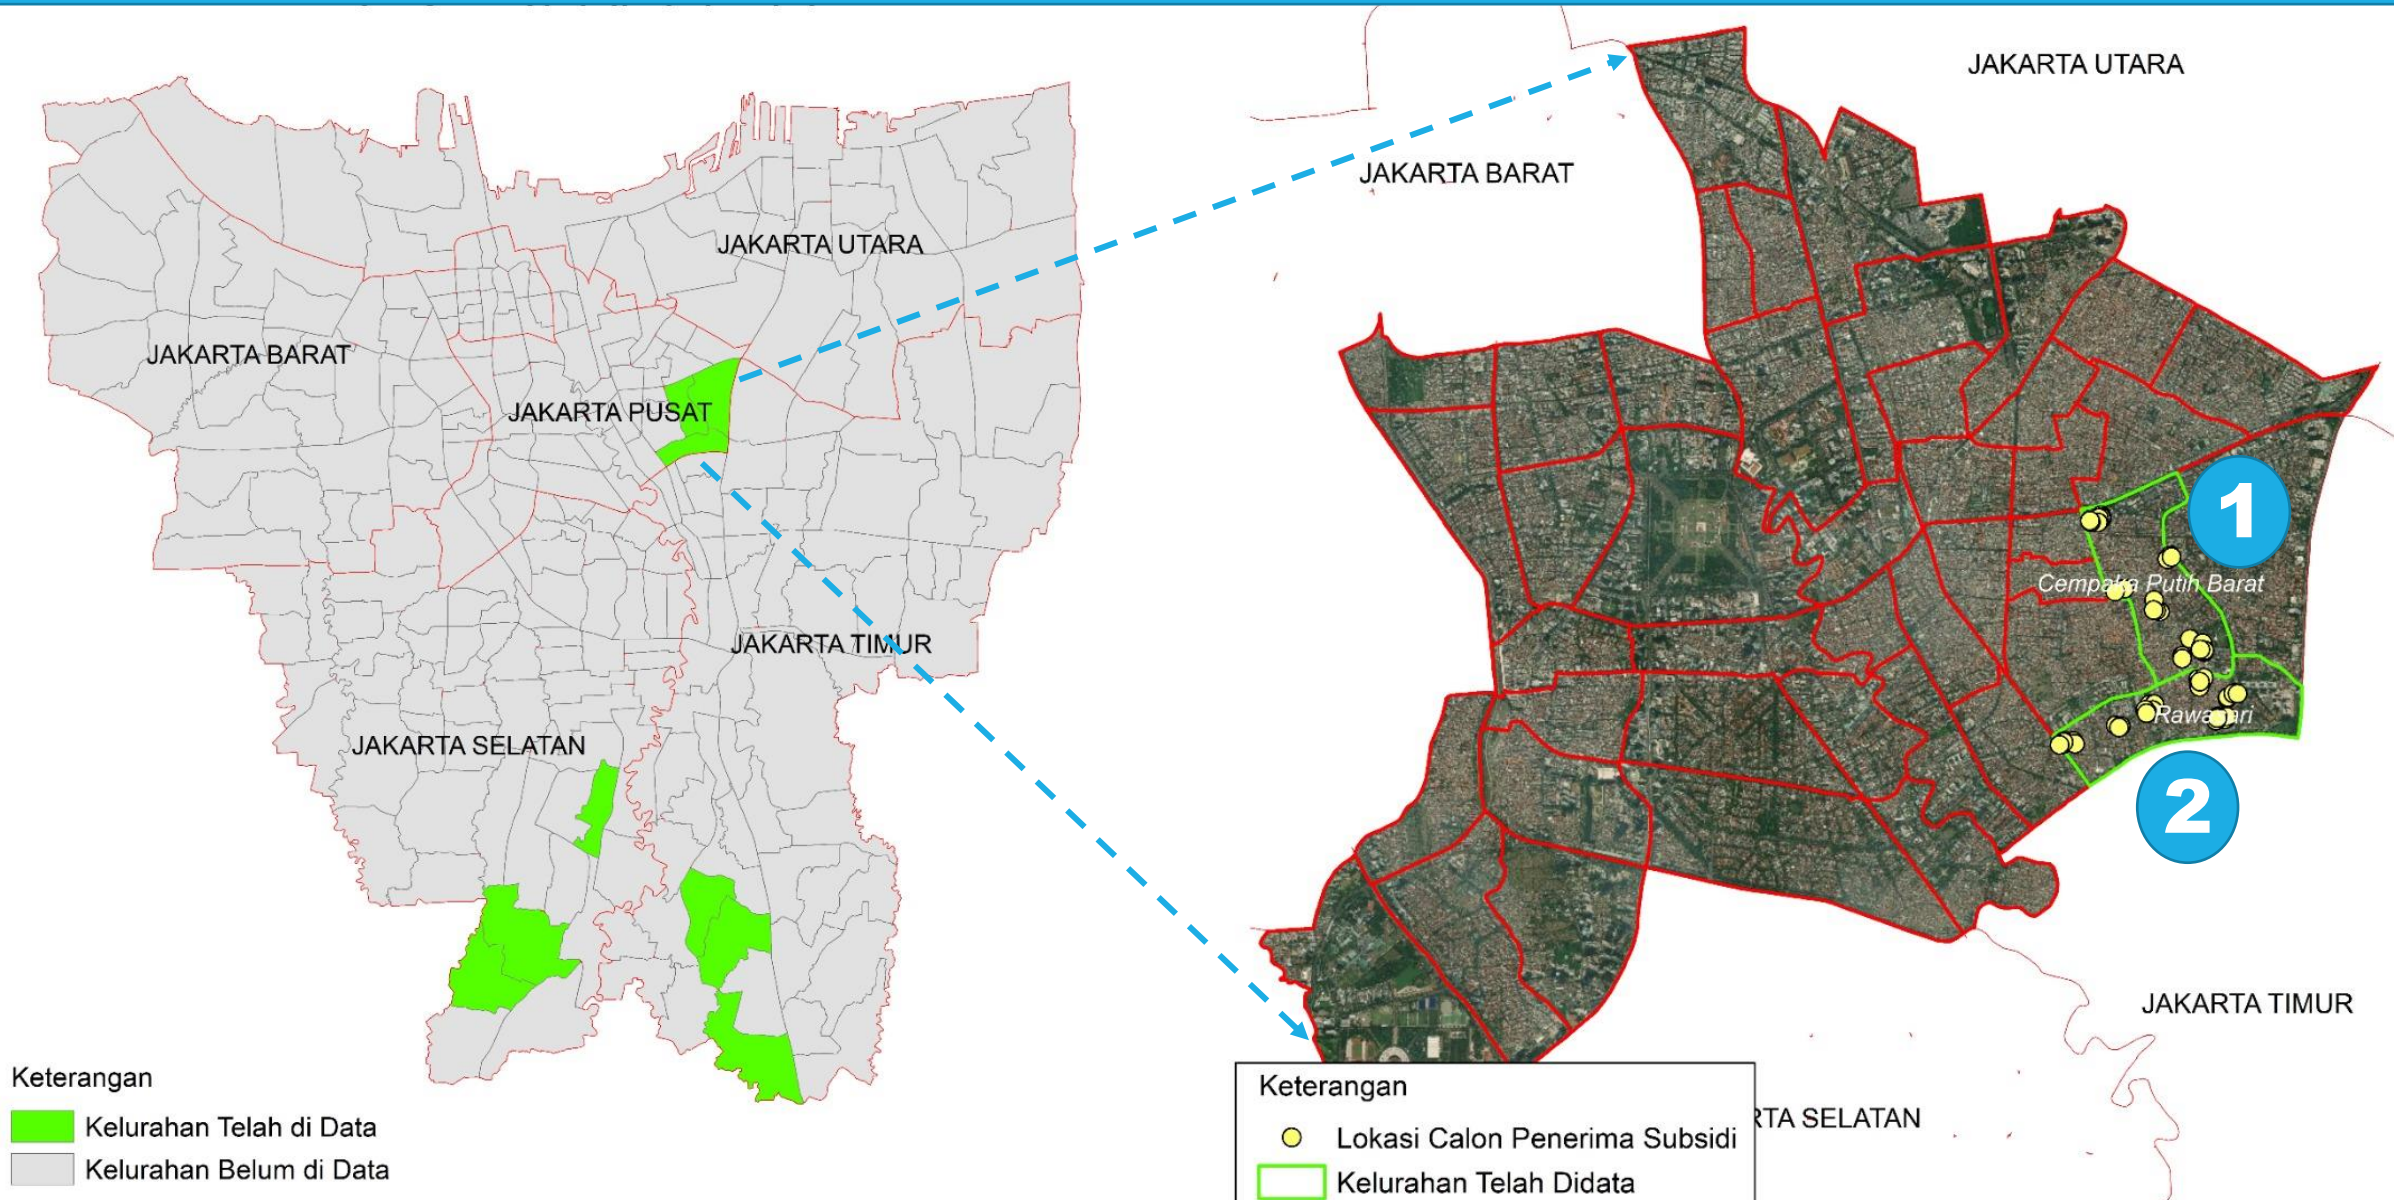 JAKARTA UTARA
JAKARTA BARAT
JAKARTA PUSAT
JAKARTA TIMUR
JAKARTA SELATAN
Keterangan
Kelurahan Telah di Data
Kelurahan Belum di Data
JAKARTA UTARA
JAKARTA BARAT
1
Cempaka Putih Barat
Rawasari
2
JAKARTA TIMUR
RTA SELATAN
Keterangan
Lokasi Calon Penerima Subsidi
Kelurahan Telah Didata